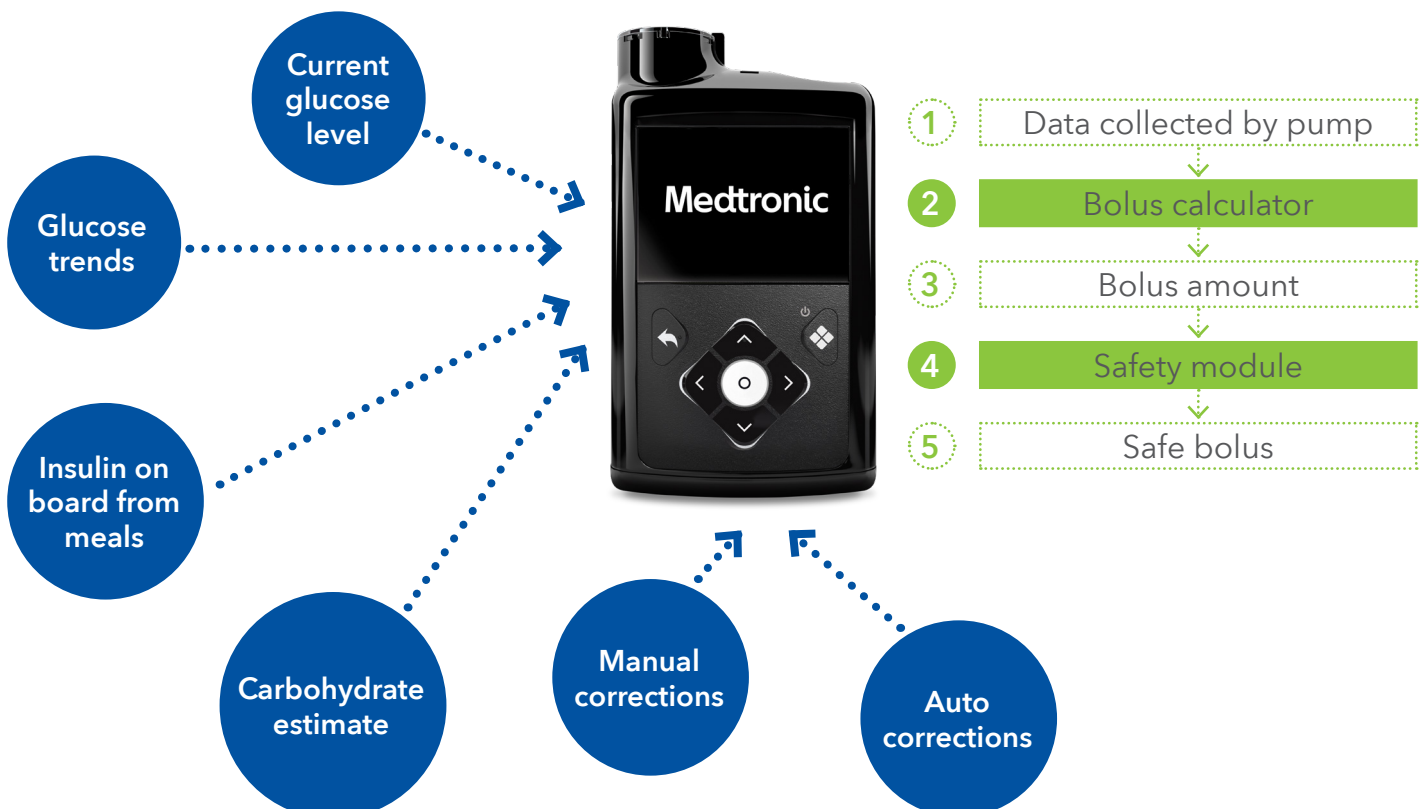 Current
glucose
level
Glucose
trends
Insulin on
board from
meals
Carbohydrate
estimate
Manual
corrections
Auto
corrections
Medtronic
1 Data collected by pump
2 Bolus calculator
3 Bolus amount
4 Safety module
5 Safe bolus